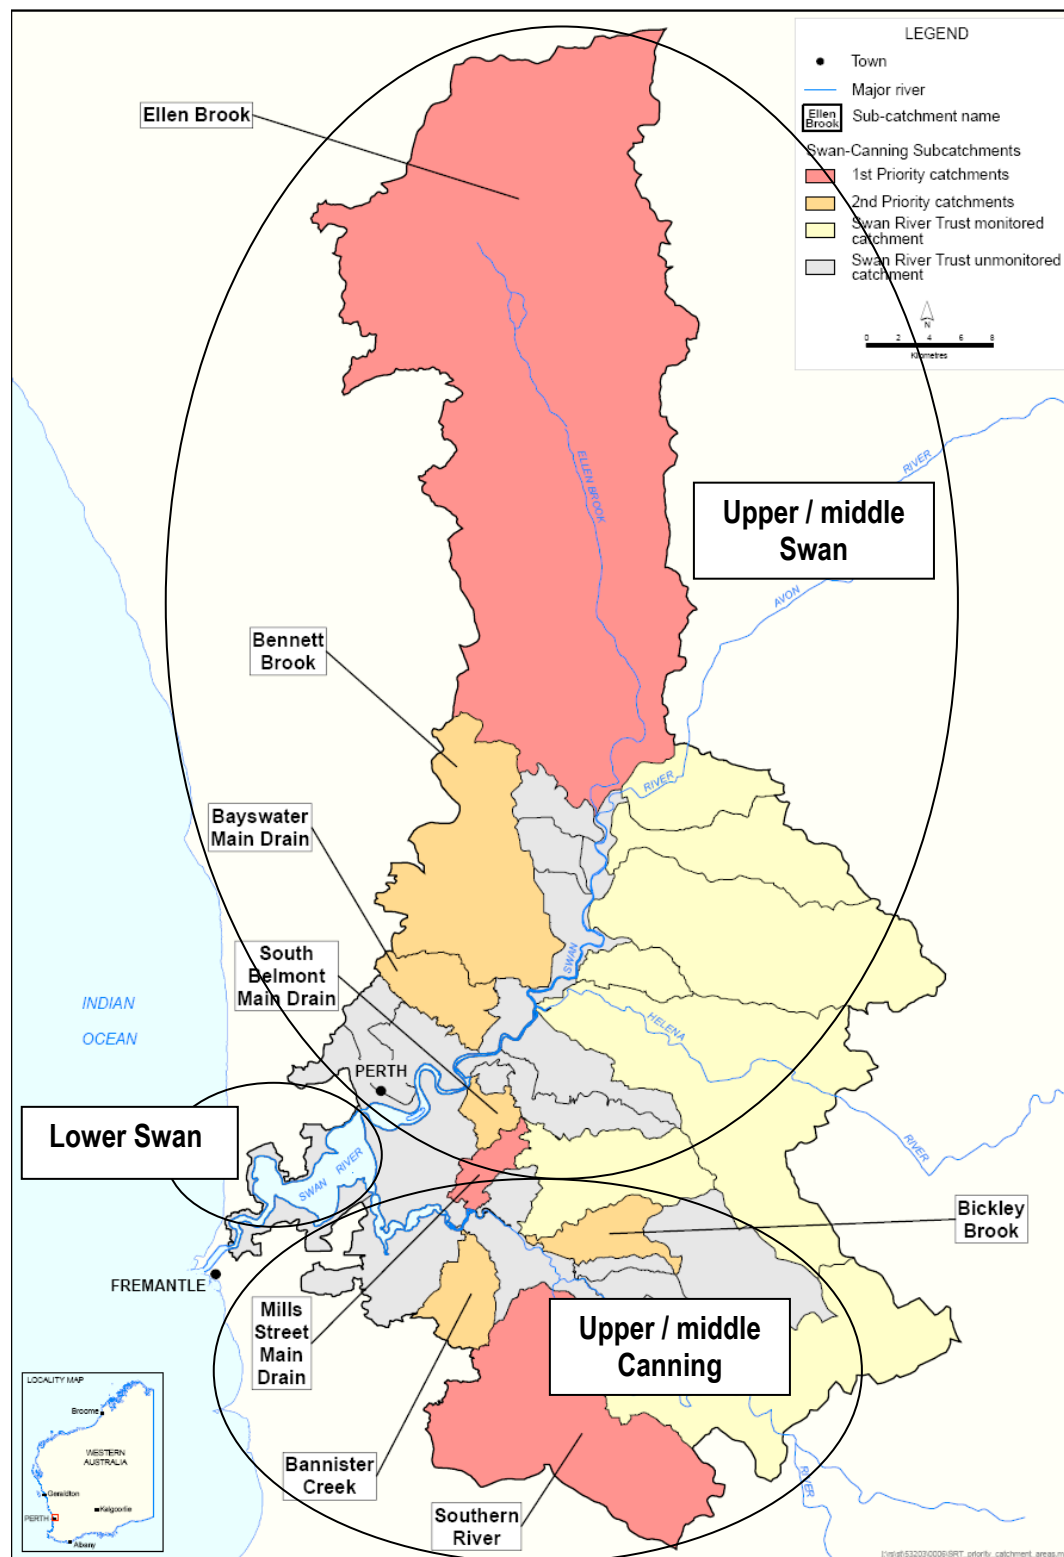 LEGEND
Town
Major river
Ellen
Brook
Sub-catchment name
Swan-Canning Subcatchments
1st Priority catchments
2nd Priority catchments
Swan River Trust monitored
catchment
Swan River Trust unmonitored
catchment
N
0 2 4 6 8
Kilometres
Ellen Brook
ELLEN BROOK
RIVER
AVON
Upper / middle
Swan
Bennett
Brook
RIVER
Bayswater
Main Drain
South
Belmont
Main Drain
SWAN
HELENA
RIVER
INDIAN
OCEAN
PERTH
Lower Swan
SWAN RIVER
Bickley
Brook
FREMANTLE
Mills
Street
Main
Drain
Upper / middle
Canning
Bannister
Creek
Southern
River
RIVER
LOCALITY MAP
Broome
WESTERN
AUSTRALIA
Geraldton
Kalgoorlie
PERTH
Albany